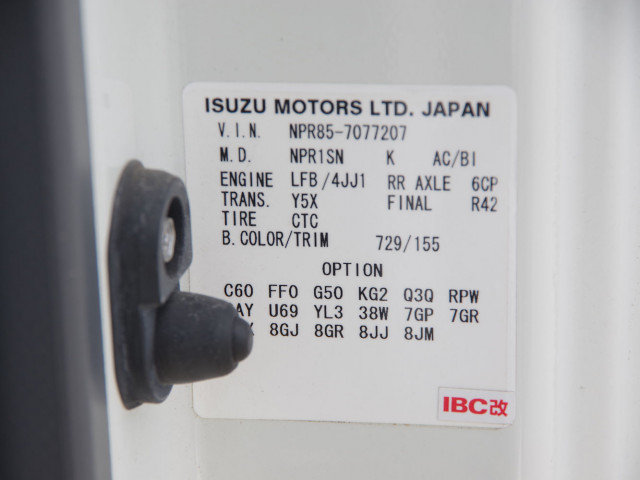 ISUZU MOTORS LTD. JAPAN
V.I.N. NPR85-7077207
M.D. NPR1SN K AC/BI
ENGINE LFB/4JJ1 RR AXLE 6CP
TRANS. Y5X FINAL R42
TIRE CTC
B.COLOR/TRIM 729/155
OPTION
C60 FF0 G50 KG2 Q3Q RPW
U69 YL3 38W 7GP 7GR
8GJ 8GR 8JJ 8JM
IBC改